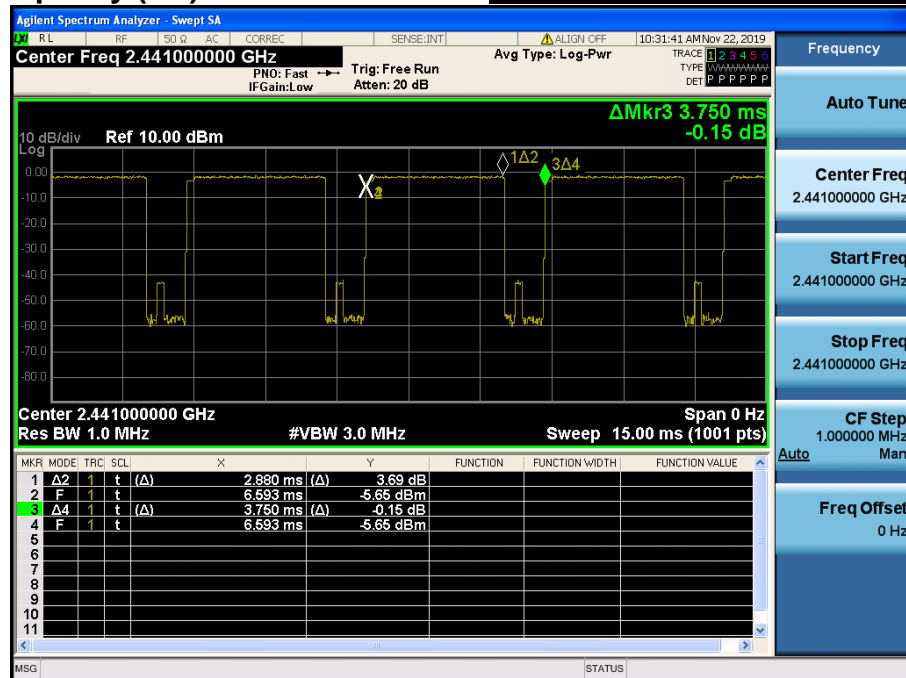 Agilent Spectrum Analyzer - Swept SA
LXI RL RF 50 Ω AC CORREC SENSE:INT ALIGN OFF 10:31:41 AM Nov 22, 2019
Center Freq 2.441000000 GHz
PNO: Fast
IFGain:Low
Trig: Free Run
Atten: 20 dB
Avg Type: Log-Pwr
TRACE 1 2 3 4 5 6
TYPE
DET P P P P P P
ΔMkr3 3.750 ms
-0.15 dB
10 dB/div Ref 10.00 dBm
Log
1Δ2
3Δ4
0.00
-10.0
-20.0
-30.0
-40.0
-50.0
-60.0
-70.0
-80.0
Center 2.441000000 GHz Span 0 Hz
Res BW 1.0 MHz #VBW 3.0 MHz Sweep 15.00 ms (1001 pts)
MKR MODE TRC SCL X Y FUNCTION FUNCTION WIDTH FUNCTION VALUE
1 Δ2 1 t (Δ) 2.880 ms (Δ) 3.69 dB
2 F 1 t 6.593 ms -5.65 dBm
3 Δ4 1 t (Δ) 3.750 ms (Δ) -0.15 dB
4 F 1 t 6.593 ms -5.65 dBm
5
6
7
8
9
10
11
MSG STATUS
Frequency
Auto Tune
Center Freq
2.441000000 GHz
Start Freq
2.441000000 GHz
Stop Freq
2.441000000 GHz
CF Step
1.000000 MHz
Auto Man
Freq Offset
0 Hz